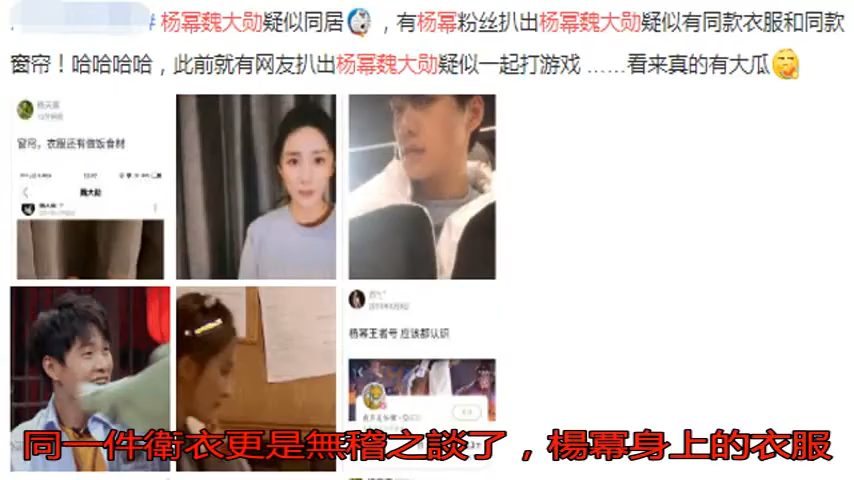 # 杨幂魏大勋疑似同居，有杨幂粉丝扒出杨幂魏大勋疑似有同款衣服和同款
窗帘！哈哈哈哈，此前就有网友扒出杨幂魏大勋疑似一起打游戏 ......看来真的有大瓜
窗帘，衣服还有做饭食材
魏大勋
杨幂王者号 应该都认识
同一件衛衣更是無稽之談了，楊冪身上的衣服